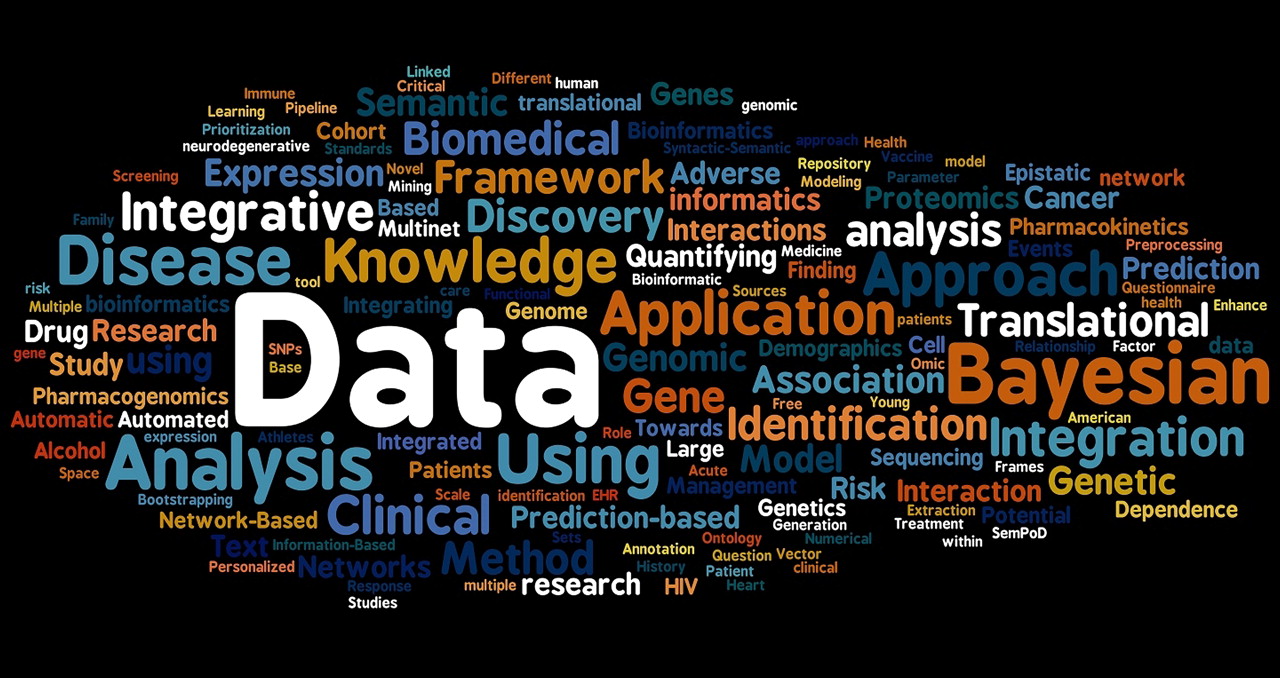 Linked
Different
human
Critical
Immune
Semantic
translational
Genes
genomic
Learning
Pipeline
Prioritization
Cohort
Biomedical
Bioinformatics
neurodegenerative
Standards
Syntactic-Semantic
approach
Health
Screening
Expression
Novel
Mining
Framework
Adverse
Repository
Vaccine
model
Modeling
Parameter
Epistatic
network
Family
Integrative
Based
Multinet
Discovery
informatics
Interactions
Proteomics
Cancer
analysis
Pharmacokinetics
Disease
tool
Knowledge
Quantifying
Medicine
Bioinformatic
Finding
Approach
Events
Preprocessing
Prediction
Questionnaire
risk
Multiple
bioinformatics
Integrating
care
Functional
Genome
Sources
Application
patients
Translational
health
Enhance
Drug
Research
Data
Genomic
Demographics
Cell
Omic
Relationship
Factor
data
gene
Study
using
SNPs
Base
Association
Bayesian
Pharmacogenomics
Gene
Free
Young
Automatic
Automated
expression
Athletes
Integrated
Role
Towards
Identification
American
Integration
Alcohol
Space
Analysis
Patients
Using
Large
Acute
Model
Sequencing
Frames
Bootstrapping
Scale
identification
EHR
Management
Risk
Interaction
Genetic
Network-Based
Clinical
Prediction-based
Genetics
Generation
Extraction
Treatment
Potential
Dependence
Text
Information-Based
Sets
Ontology
Numerical
within
SemPoD
Personalized
Networks
Method
Annotation
Question
Vector
History
Patient
clinical
Response
multiple
research
HIV
Heart
Studies